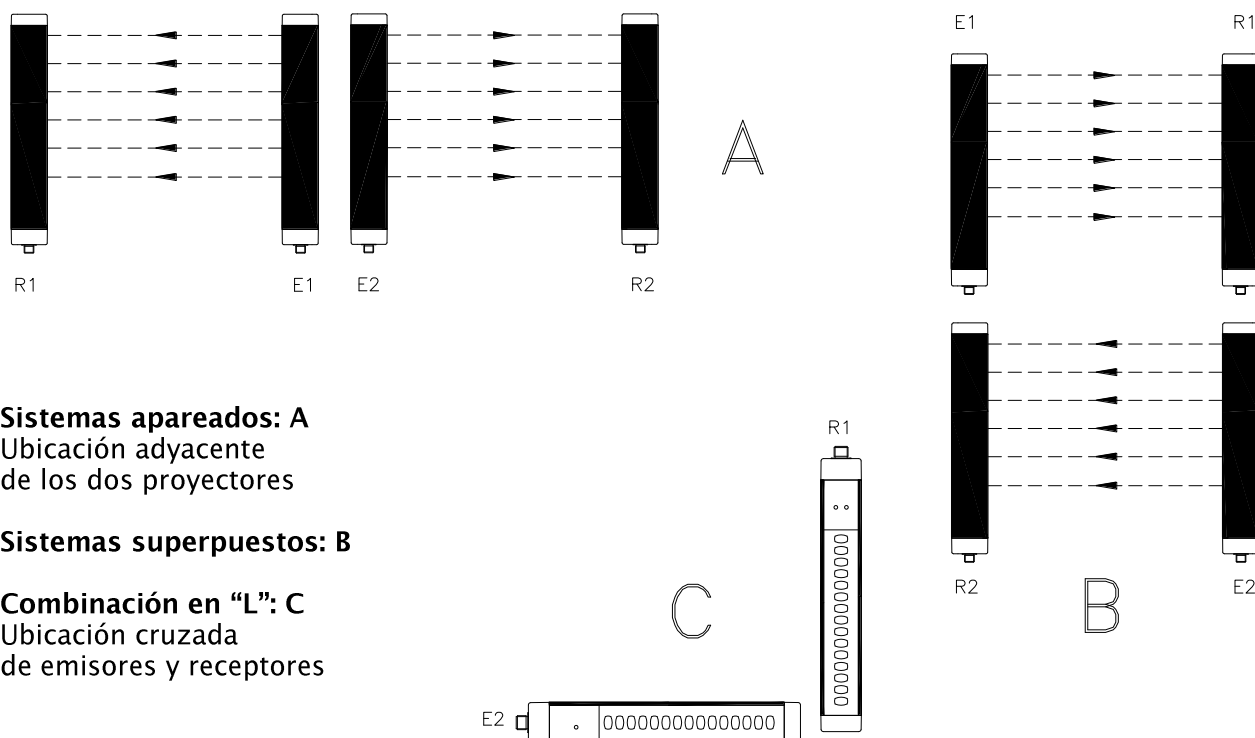 E1 R1
A
R1 E1 E2 R2
Sistemas apareados: A
Ubicación adyacente
de los dos proyectores
Sistemas superpuestos: B
Combinación en “L”: C
Ubicación cruzada
de emisores y receptores
R1
C
E2
R2 E2
B